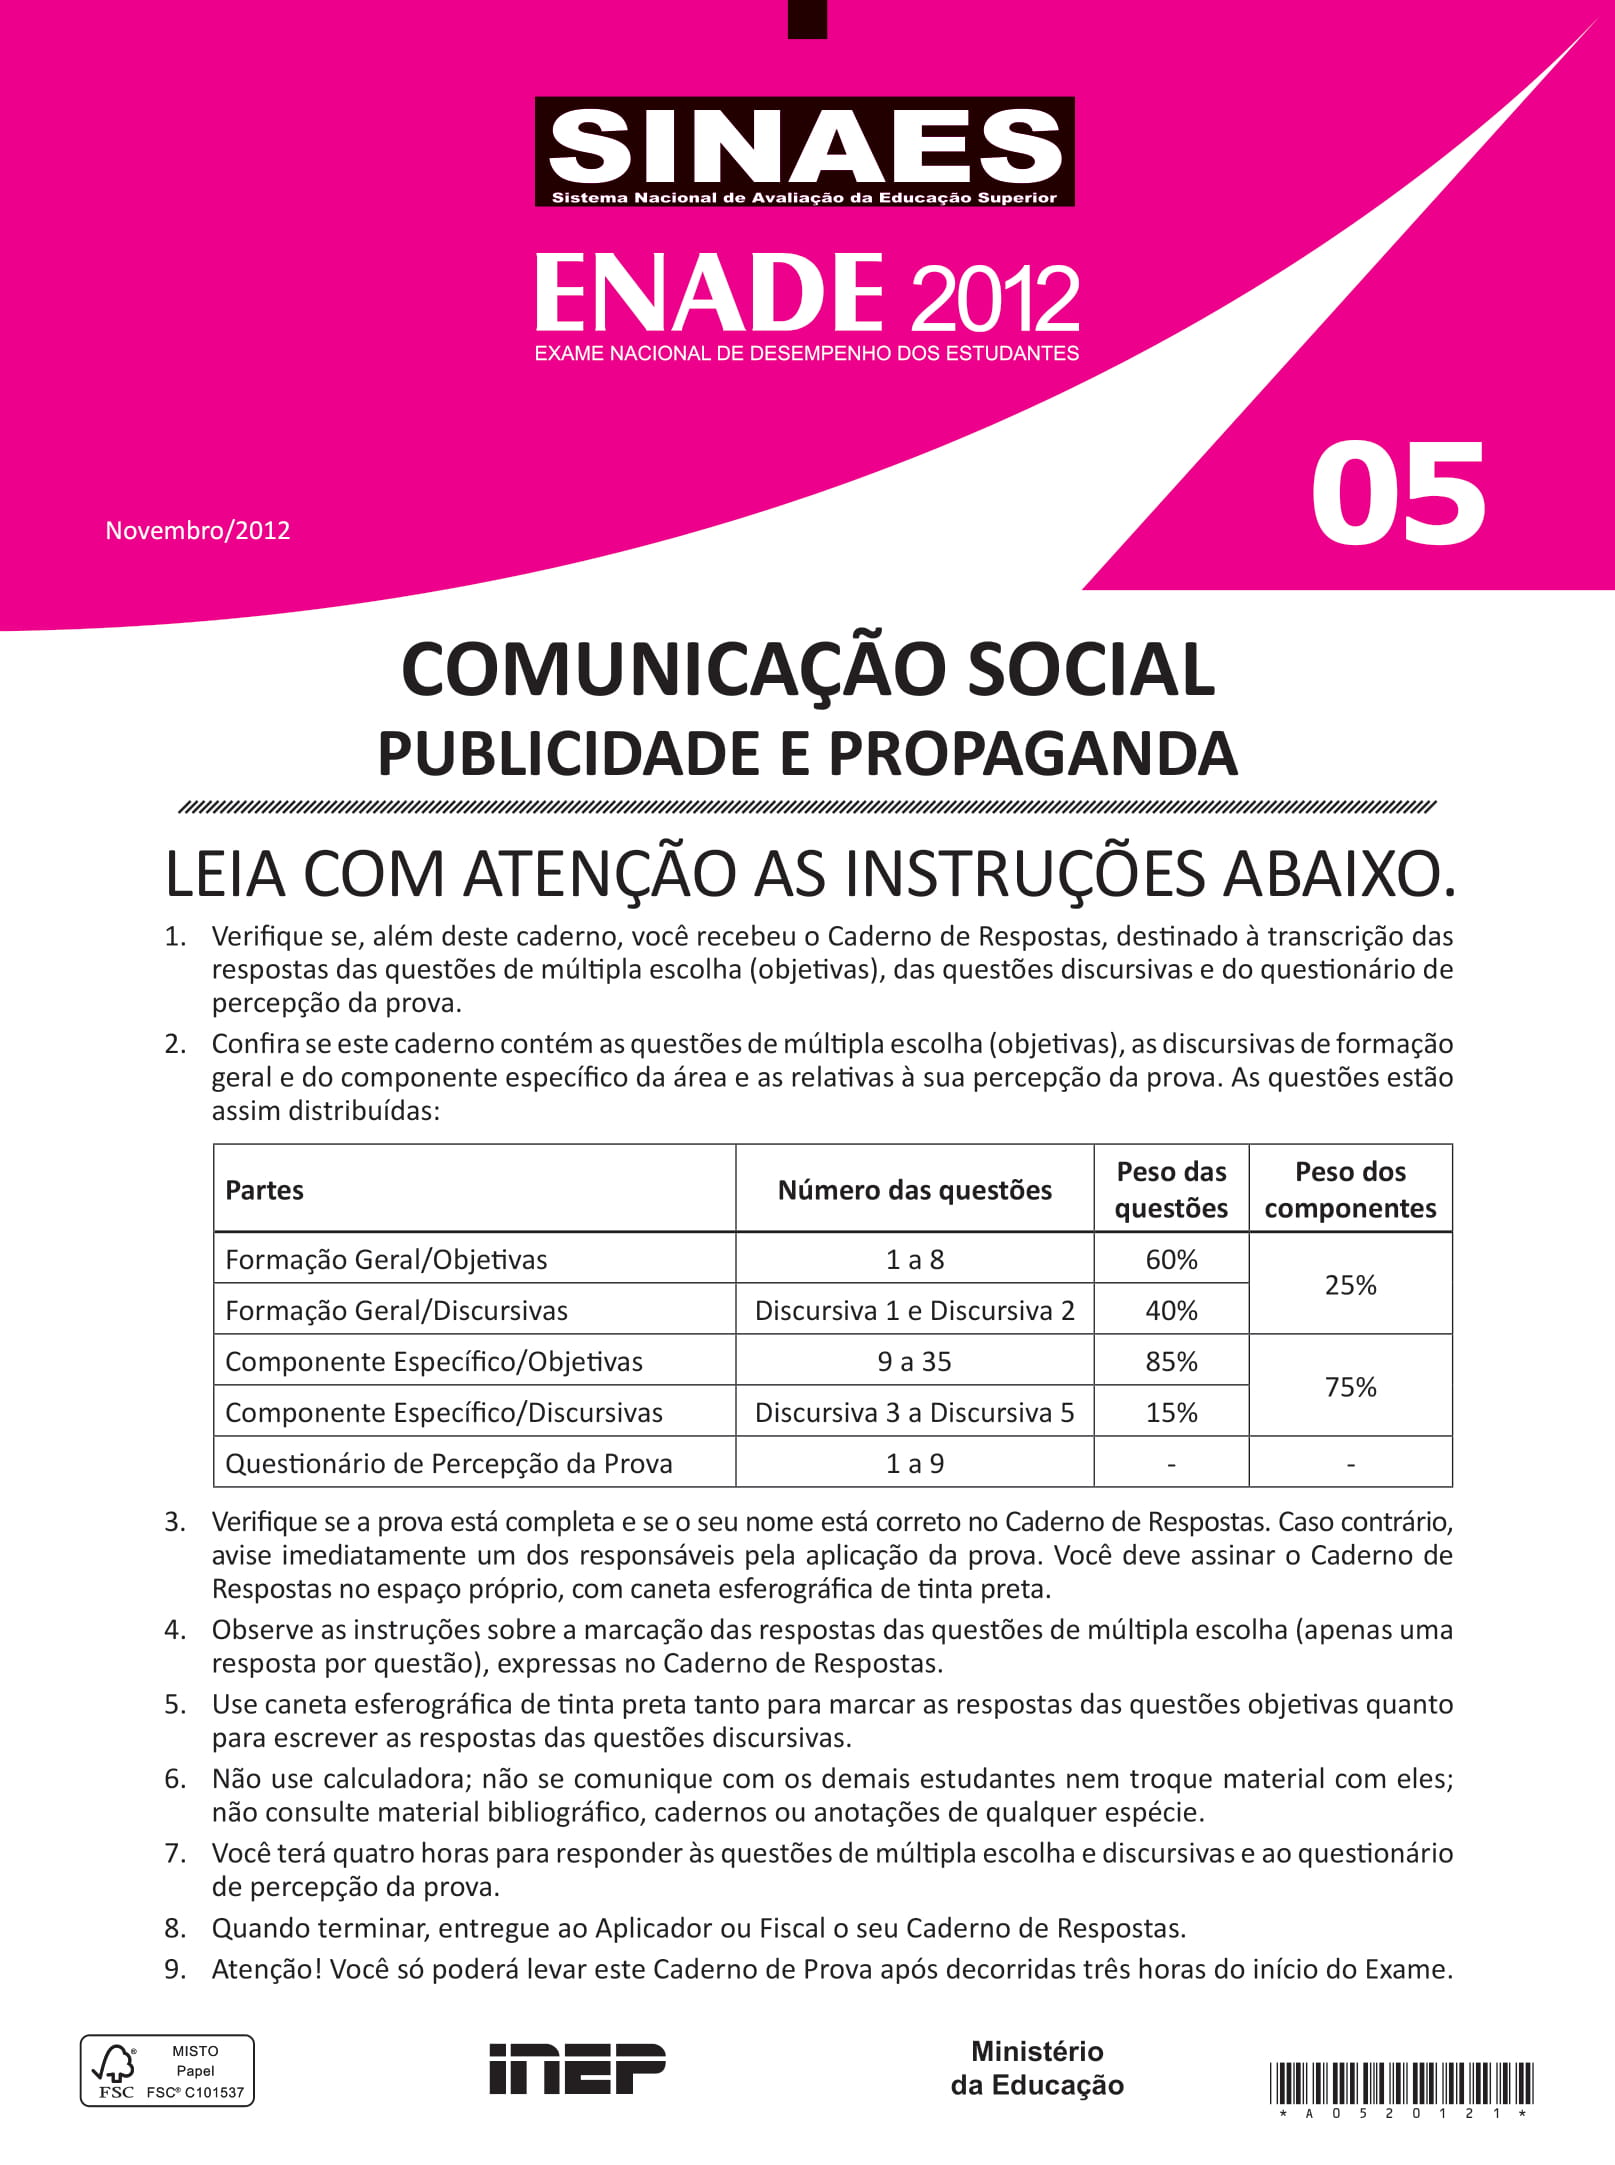 SINAES
Sistema Nacional de Avaliação da Educação Superior
ENADE 2012
EXAME NACIONAL DE DESEMPENHO DOS ESTUDANTES
05
Novembro/2012
COMUNICAÇÃO SOCIAL
PUBLICIDADE E PROPAGANDA
LEIA COM ATENÇÃO AS INSTRUÇÕES ABAIXO.
1. Verifique se, além deste caderno, você recebeu o Caderno de Respostas, destinado à transcrição das
respostas das questões de múltipla escolha (objetivas), das questões discursivas e do questionário de
percepção da prova.
2. Confira se este caderno contém as questões de múltipla escolha (objetivas), as discursivas de formação
geral e do componente específico da área e as relativas à sua percepção da prova. As questões estão
assim distribuídas:
Partes Número das questões Peso das questões Peso dos componentes
Formação Geral/Objetivas 1 a 8 60% 25%
Formação Geral/Discursivas Discursiva 1 e Discursiva 2 40%
Componente Específico/Objetivas 9 a 35 85% 75%
Componente Específico/Discursivas Discursiva 3 a Discursiva 5 15%
Questionário de Percepção da Prova 1 a 9 - -
3. Verifique se a prova está completa e se o seu nome está correto no Caderno de Respostas. Caso contrário,
avise imediatamente um dos responsáveis pela aplicação da prova. Você deve assinar o Caderno de
Respostas no espaço próprio, com caneta esferográfica de tinta preta.
4. Observe as instruções sobre a marcação das respostas das questões de múltipla escolha (apenas uma
resposta por questão), expressas no Caderno de Respostas.
5. Use caneta esferográfica de tinta preta tanto para marcar as respostas das questões objetivas quanto
para escrever as respostas das questões discursivas.
6. Não use calculadora; não se comunique com os demais estudantes nem troque material com eles;
não consulte material bibliográfico, cadernos ou anotações de qualquer espécie.
7. Você terá quatro horas para responder às questões de múltipla escolha e discursivas e ao questionário
de percepção da prova.
8. Quando terminar, entregue ao Aplicador ou Fiscal o seu Caderno de Respostas.
9. Atenção! Você só poderá levar este Caderno de Prova após decorridas três horas do início do Exame.
MISTO
Papel
FSC® C101537
FSC
INEP
Ministério
da Educação
*A0520121*